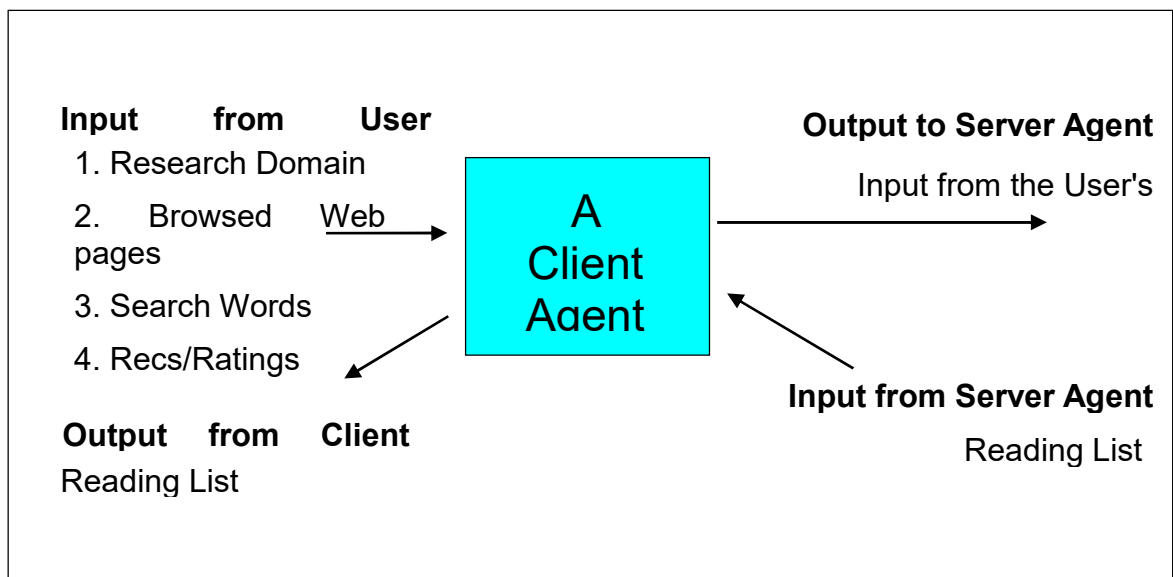 Input from User
1. Research Domain
2. Browsed Web
pages
3. Search Words
4. Recs/Ratings
Output from Client
Reading List
A
Client
Agent
Output to Server Agent
Input from the User's
Input from Server Agent
Reading List